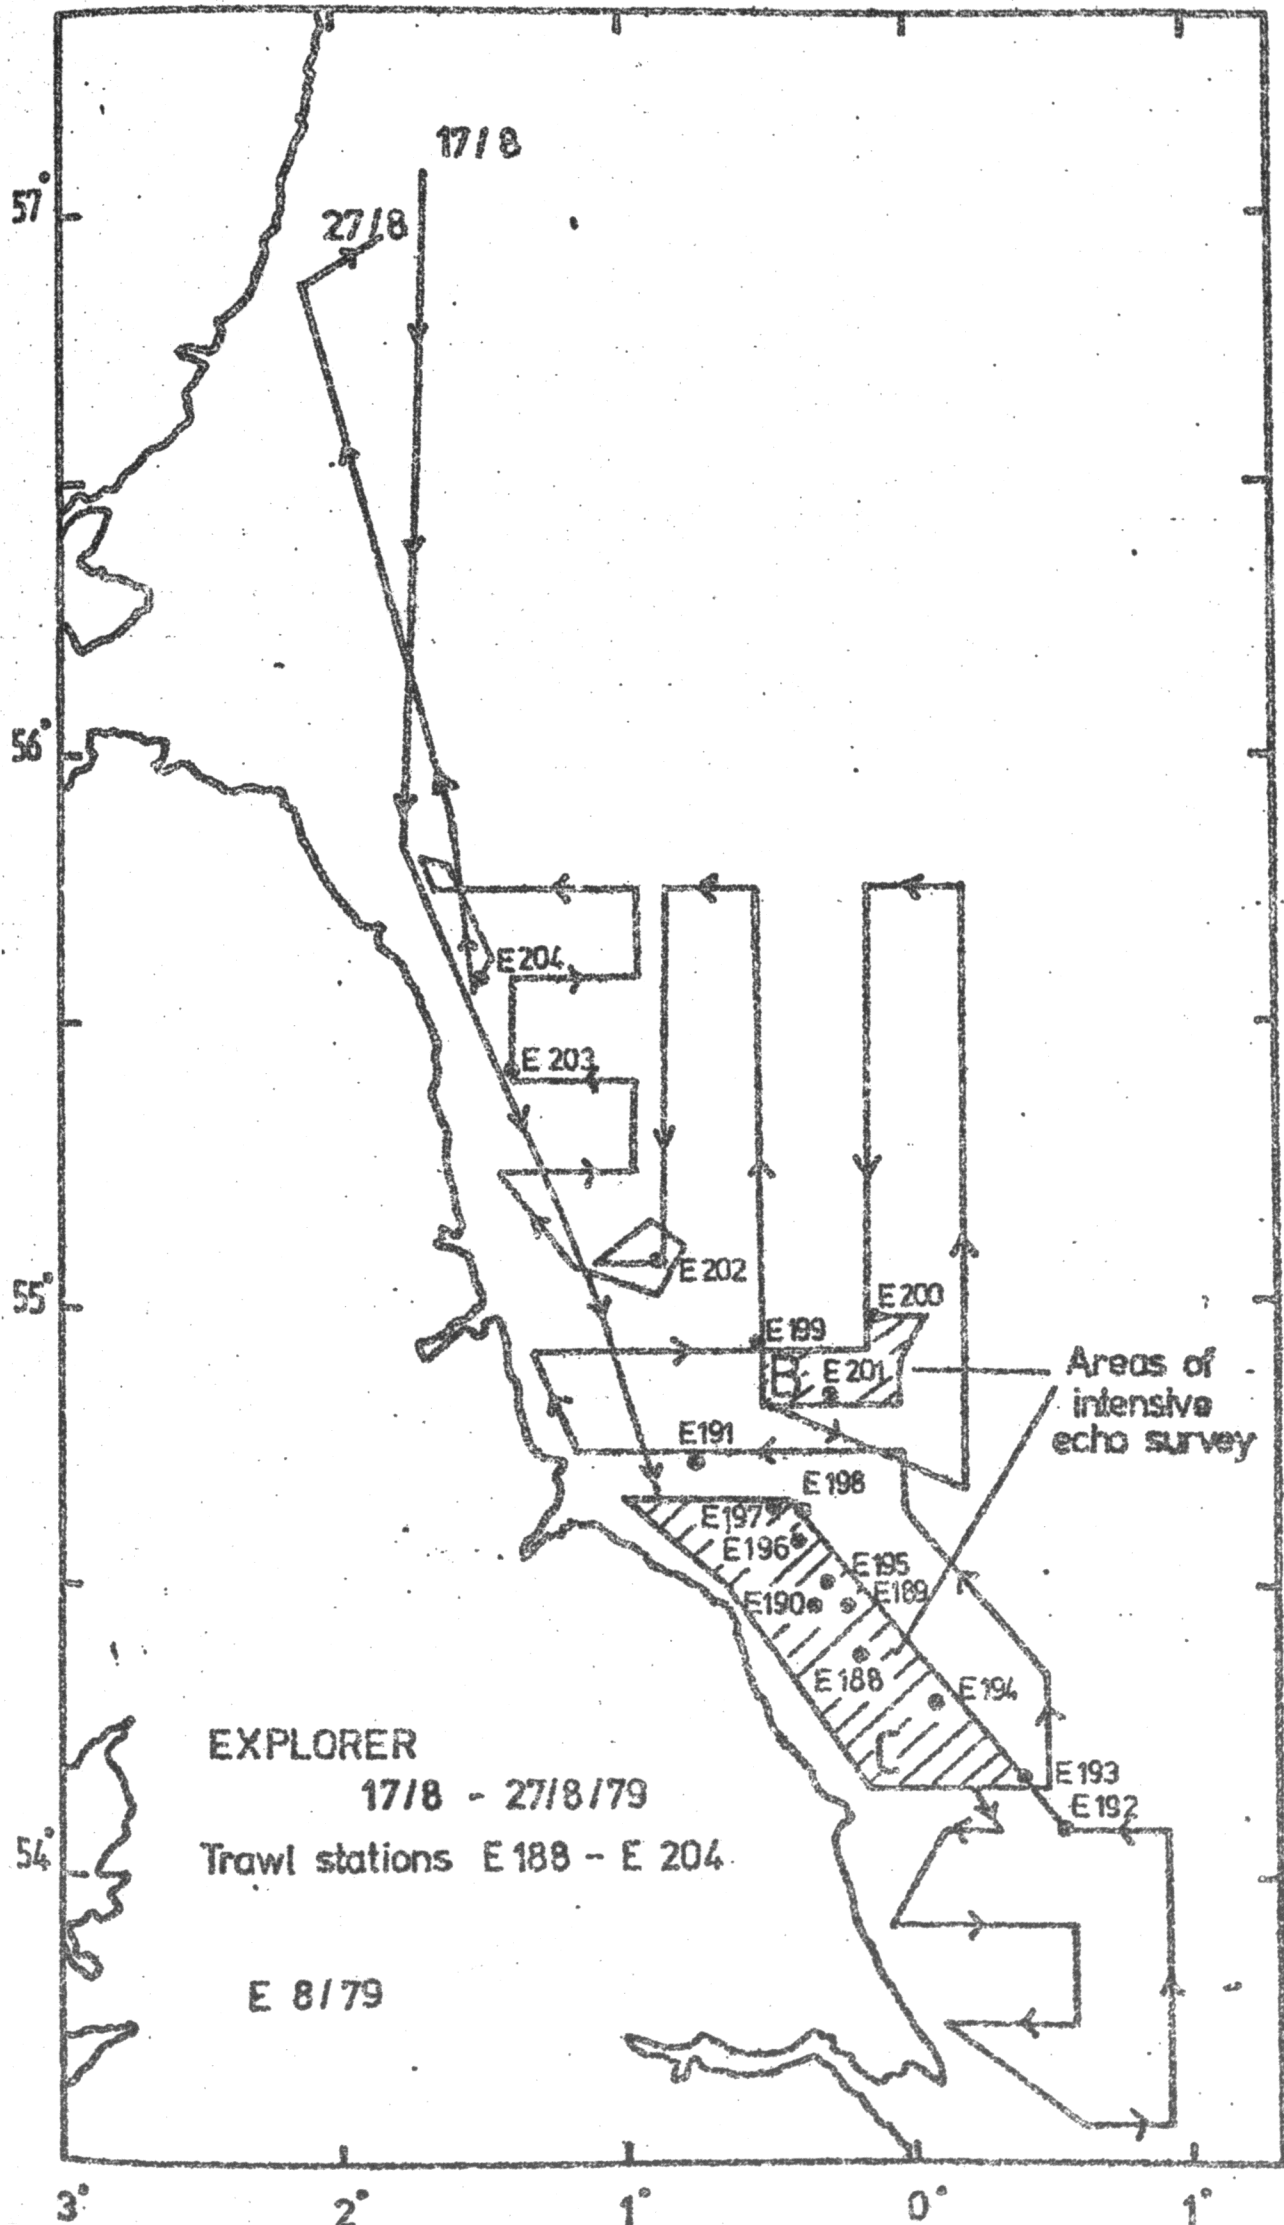 17/8
57°
27/8
56°
E204
E203
E202
55°
E200
E199
B
E201
Areas of
intensive
echo survey
E191
E198
E197
E196
E195
E190
E189
E188
E194
C
EXPLORER
17/8 - 27/8/79
E193
E192
Trawl stations E188 - E 204
54°
E 8/79
3°
2°
1°
0°
1°